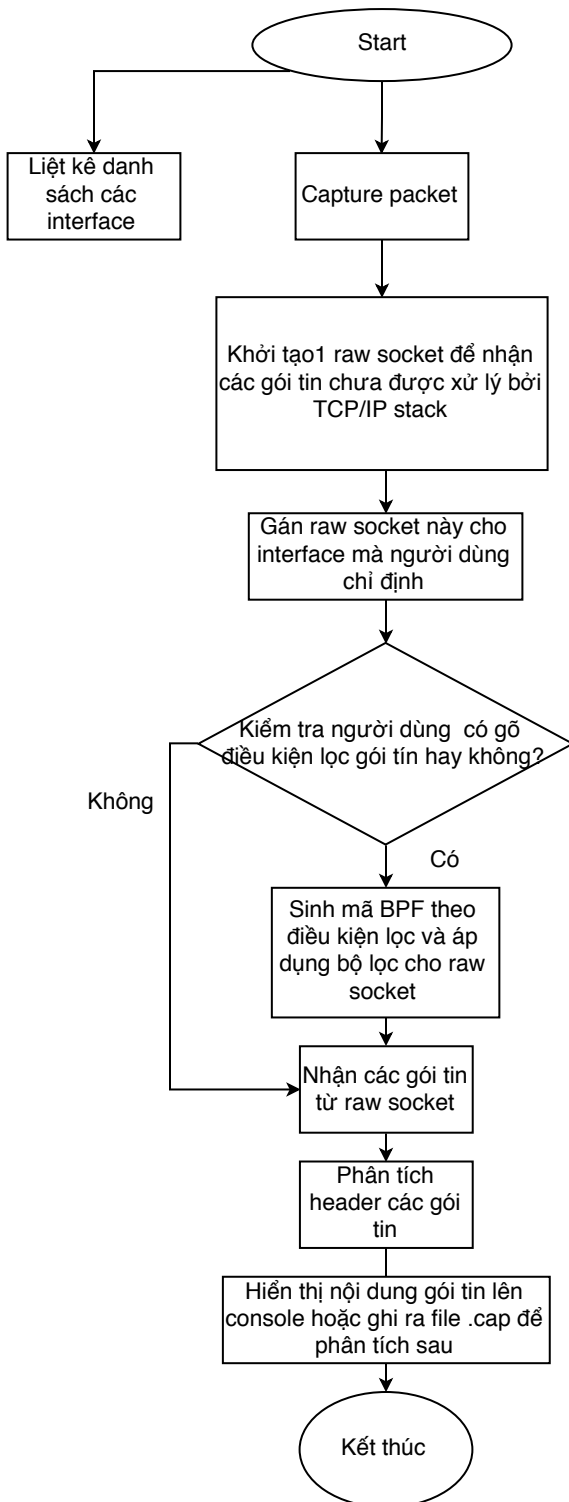 Start
Liệt kê danh
sách các
interface
Capture packet
Khởi tạo1 raw socket để nhận
các gói tin chưa được xử lý bởi
TCP/IP stack
Gán raw socket này cho
interface mà người dùng
chỉ định
Kiểm tra người dùng  có gõ
điều kiện lọc gói tín hay không?
Không
Có
Sinh mã BPF theo
điều kiện lọc và áp
dụng bộ lọc cho raw
socket
Nhận các gói tin
từ raw socket
Phân tích
header các gói
tin
Hiển thị nội dung gói tin lên
console hoặc ghi ra file .cap để
phân tích sau
Kết thúc